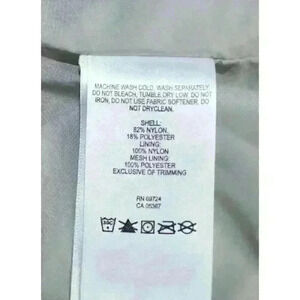 MACHINE WASH COLD, WASH SEPARATELY
DO NOT BLEACH, TUMBLE DRY LOW. DO NOT
IRON, DO NOT USE FABRIC SOFTENER, DO
NOT DRYCLEAN.
SHELL:
82% NYLON,
18% POLYESTER
LINING:
100% NYLON
MESH LINING:
100% POLYESTER
EXCLUSIVE OF TRIMMING
RN 69724
CA 05367